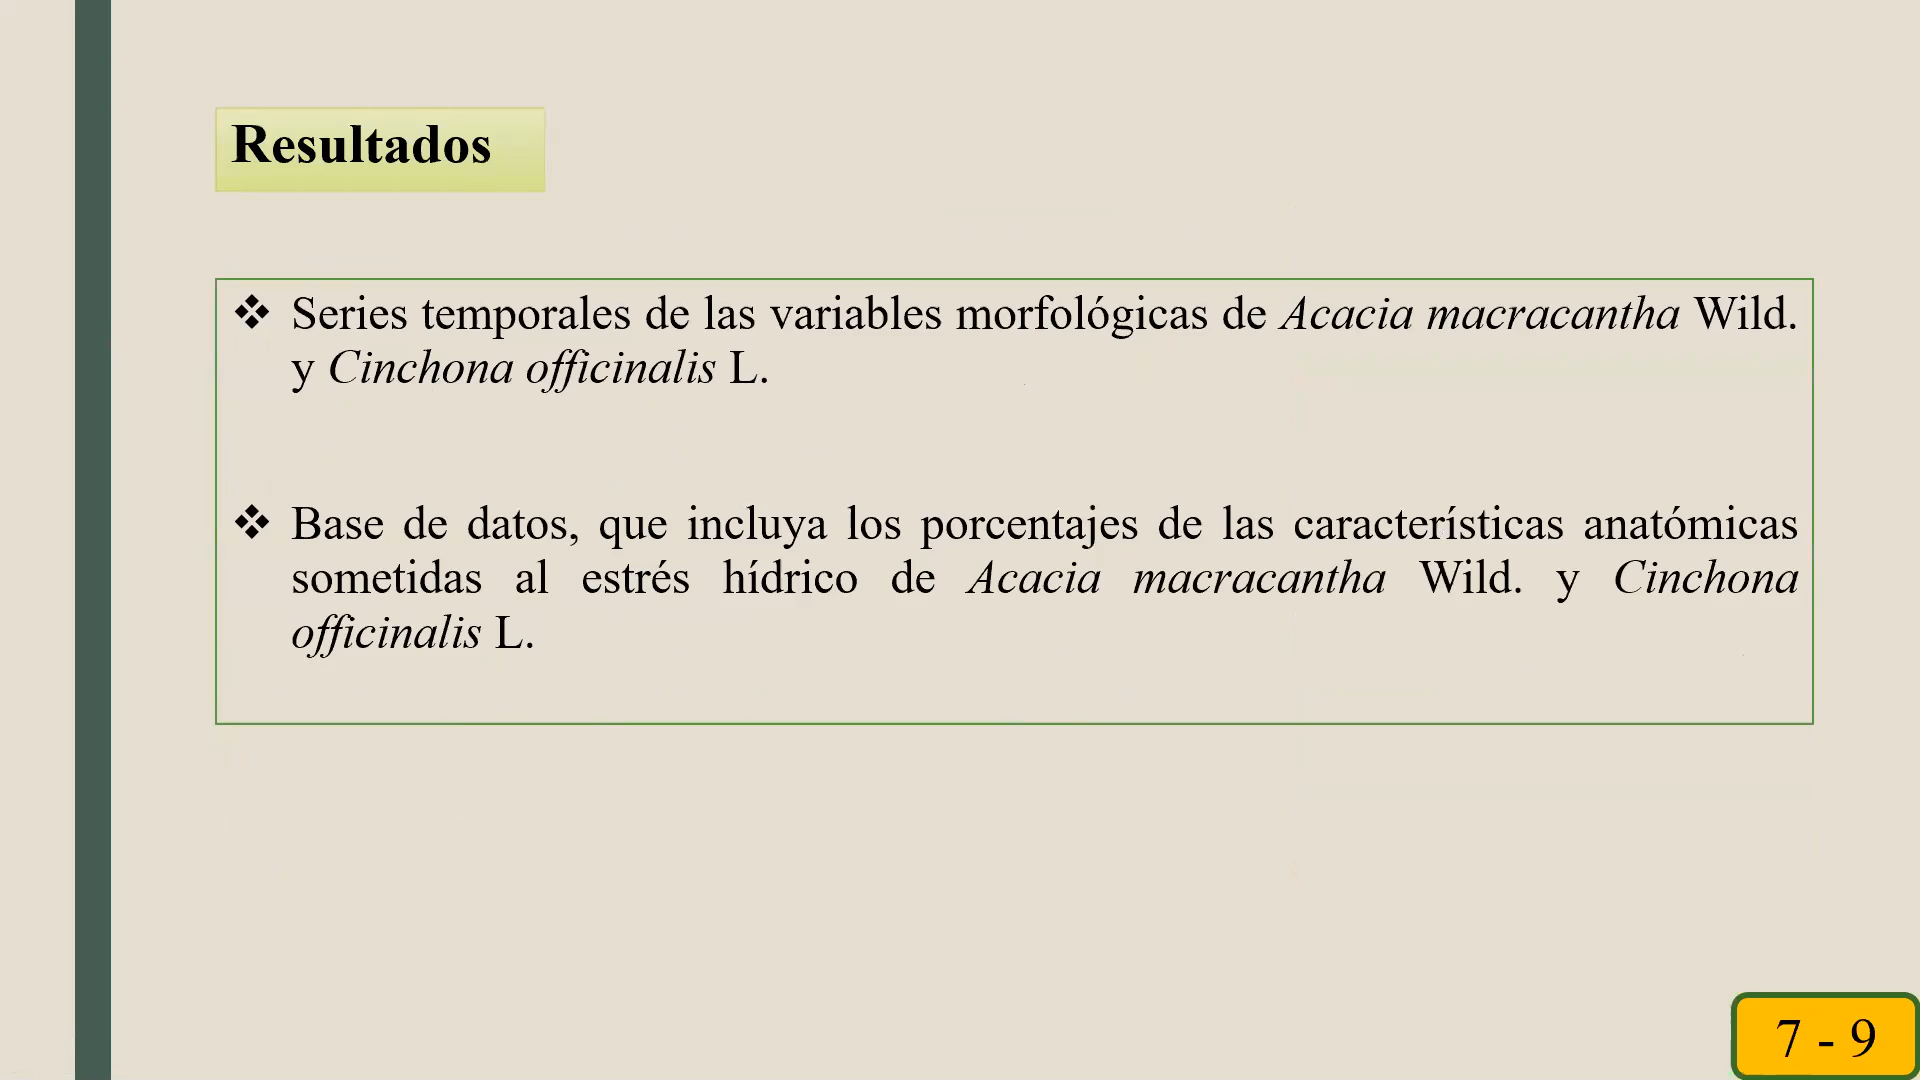 Resultados
❖ Series temporales de las variables morfológicas de Acacia macracantha Wild.
y Cinchona officinalis L.
❖ Base de datos, que incluya los porcentajes de las características anatómicas
sometidas al estrés hídrico de Acacia macracantha Wild. y Cinchona
officinalis L.
7 - 9